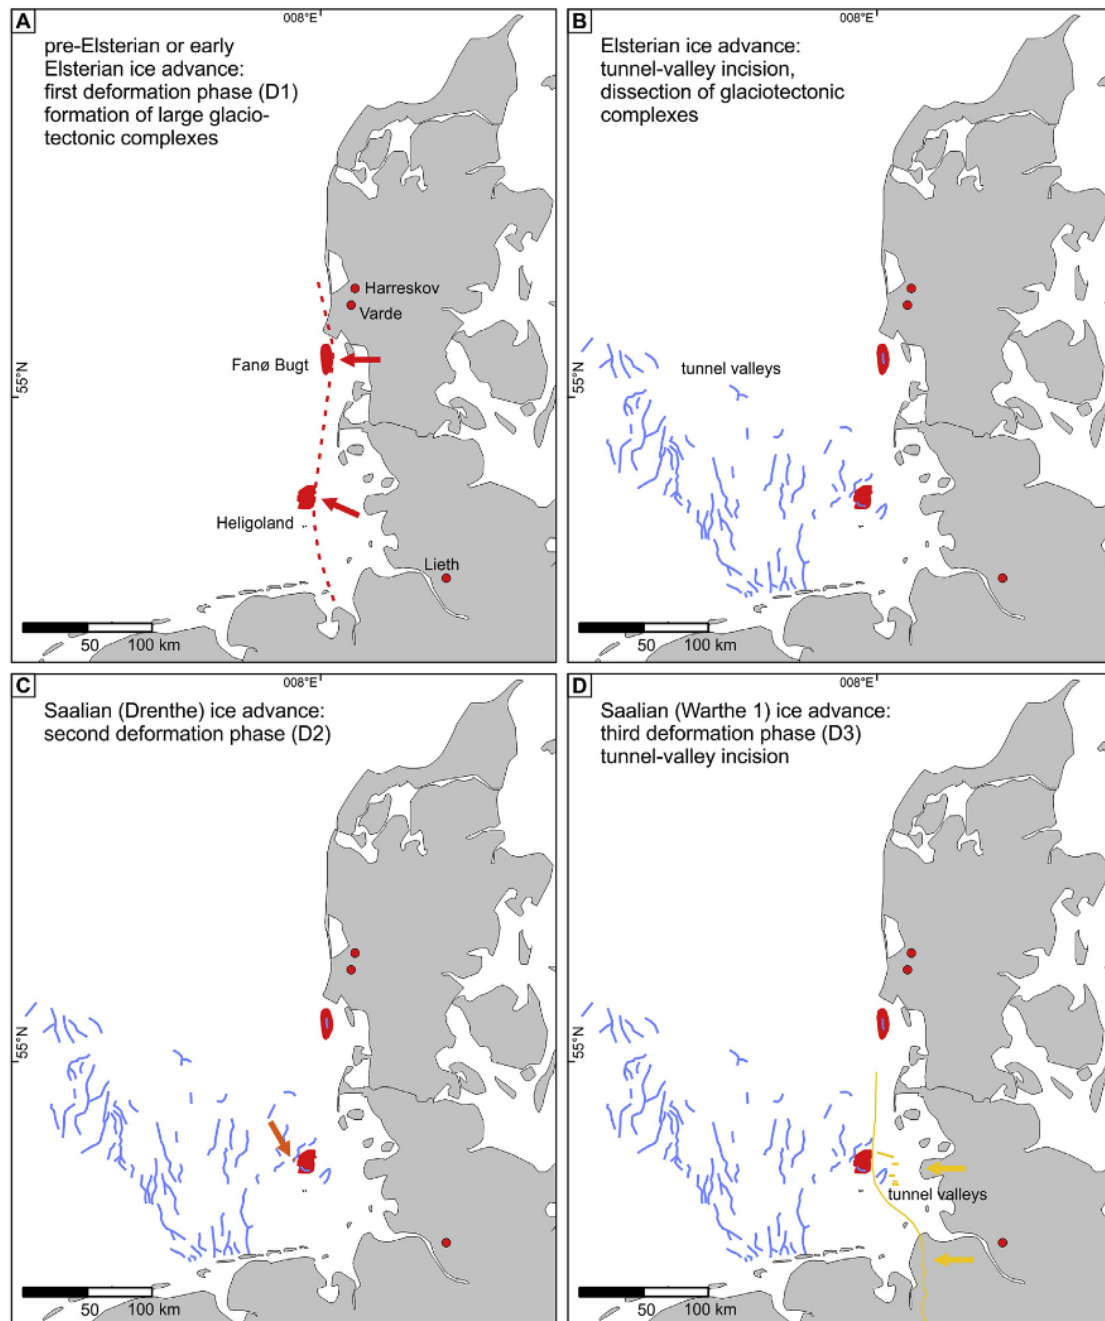 A
008°E
pre-Elsterian or early
Elsterian ice advance:
first deformation phase (D1)
formation of large glacio-
tectonic complexes
Harreskov
Varde
Fanø Bugt
55°N
Heligoland
Lieth
50 100 km
B
008°E
Elsterian ice advance:
tunnel-valley incision,
dissection of glaciotectonic
complexes
tunnel valleys
55°N
50 100 km
C
008°E
Saalian (Drenthe) ice advance:
second deformation phase (D2)
55°N
50 100 km
D
008°E
Saalian (Warthe 1) ice advance:
third deformation phase (D3)
tunnel-valley incision
55°N
tunnel valleys
50 100 km